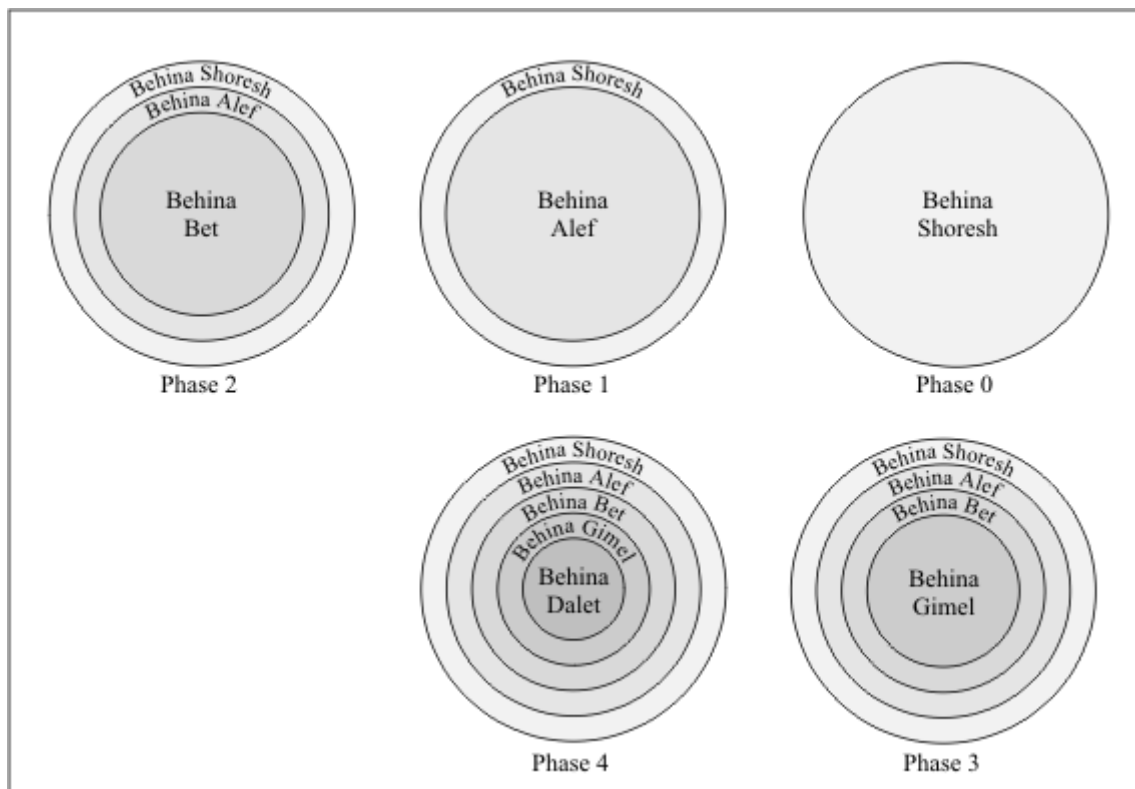 Behina Shoresh
Behina Alef
Behina
Bet
Phase 2
Behina Shoresh
Behina
Alef
Phase 1
Behina
Shoresh
Phase 0
Behina Shoresh
Behina Alef
Behina Bet
Behina Gimel
Behina
Dalet
Phase 4
Behina Shoresh
Behina Alef
Behina Bet
Behina
Gimel
Phase 3